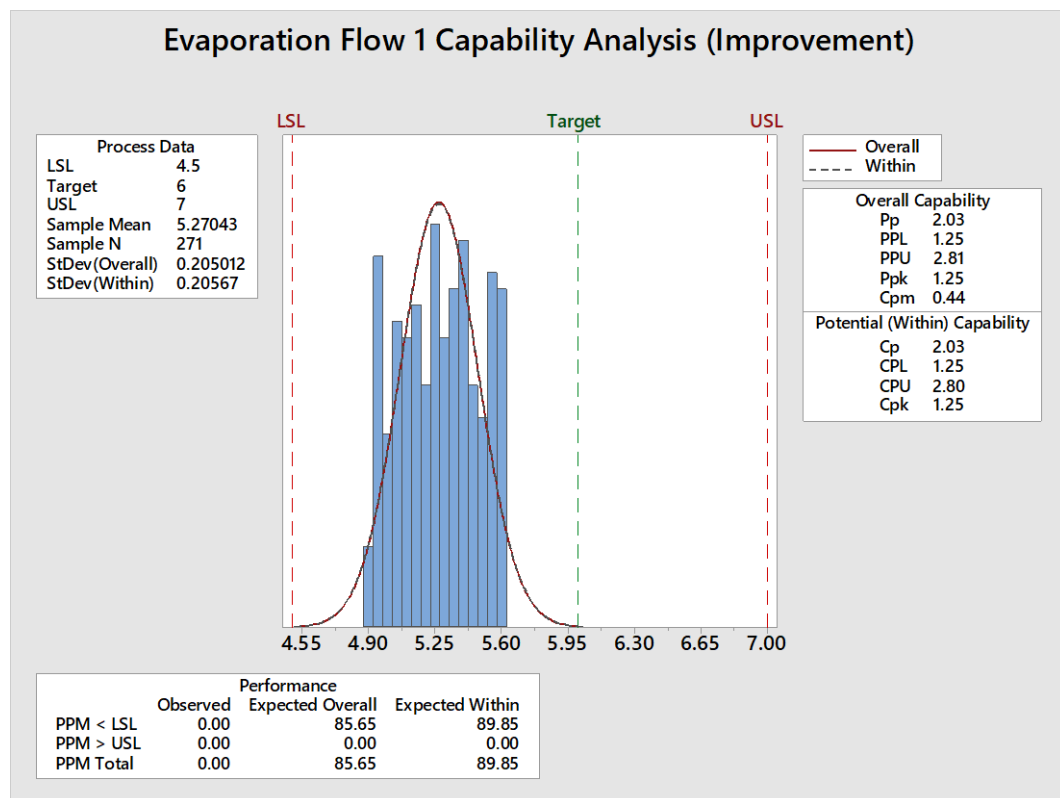 Evaporation Flow 1 Capability Analysis (Improvement)
LSL Target USL
Process Data
LSL 4.5
Target 6
USL 7
Sample Mean 5.27043
Sample N 271
StDev(Overall) 0.205012
StDev(Within) 0.20567
Overall
Within
Overall Capability
Pp 2.03
PPL 1.25
PPU 2.81
Ppk 1.25
Cpm 0.44
Potential (Within) Capability
Cp 2.03
CPL 1.25
CPU 2.80
Cpk 1.25
4.55 4.90 5.25 5.60 5.95 6.30 6.65 7.00
Performance
Observed Expected Overall Expected Within
PPM < LSL 0.00 85.65 89.85
PPM > USL 0.00 0.00 0.00
PPM Total 0.00 85.65 89.85